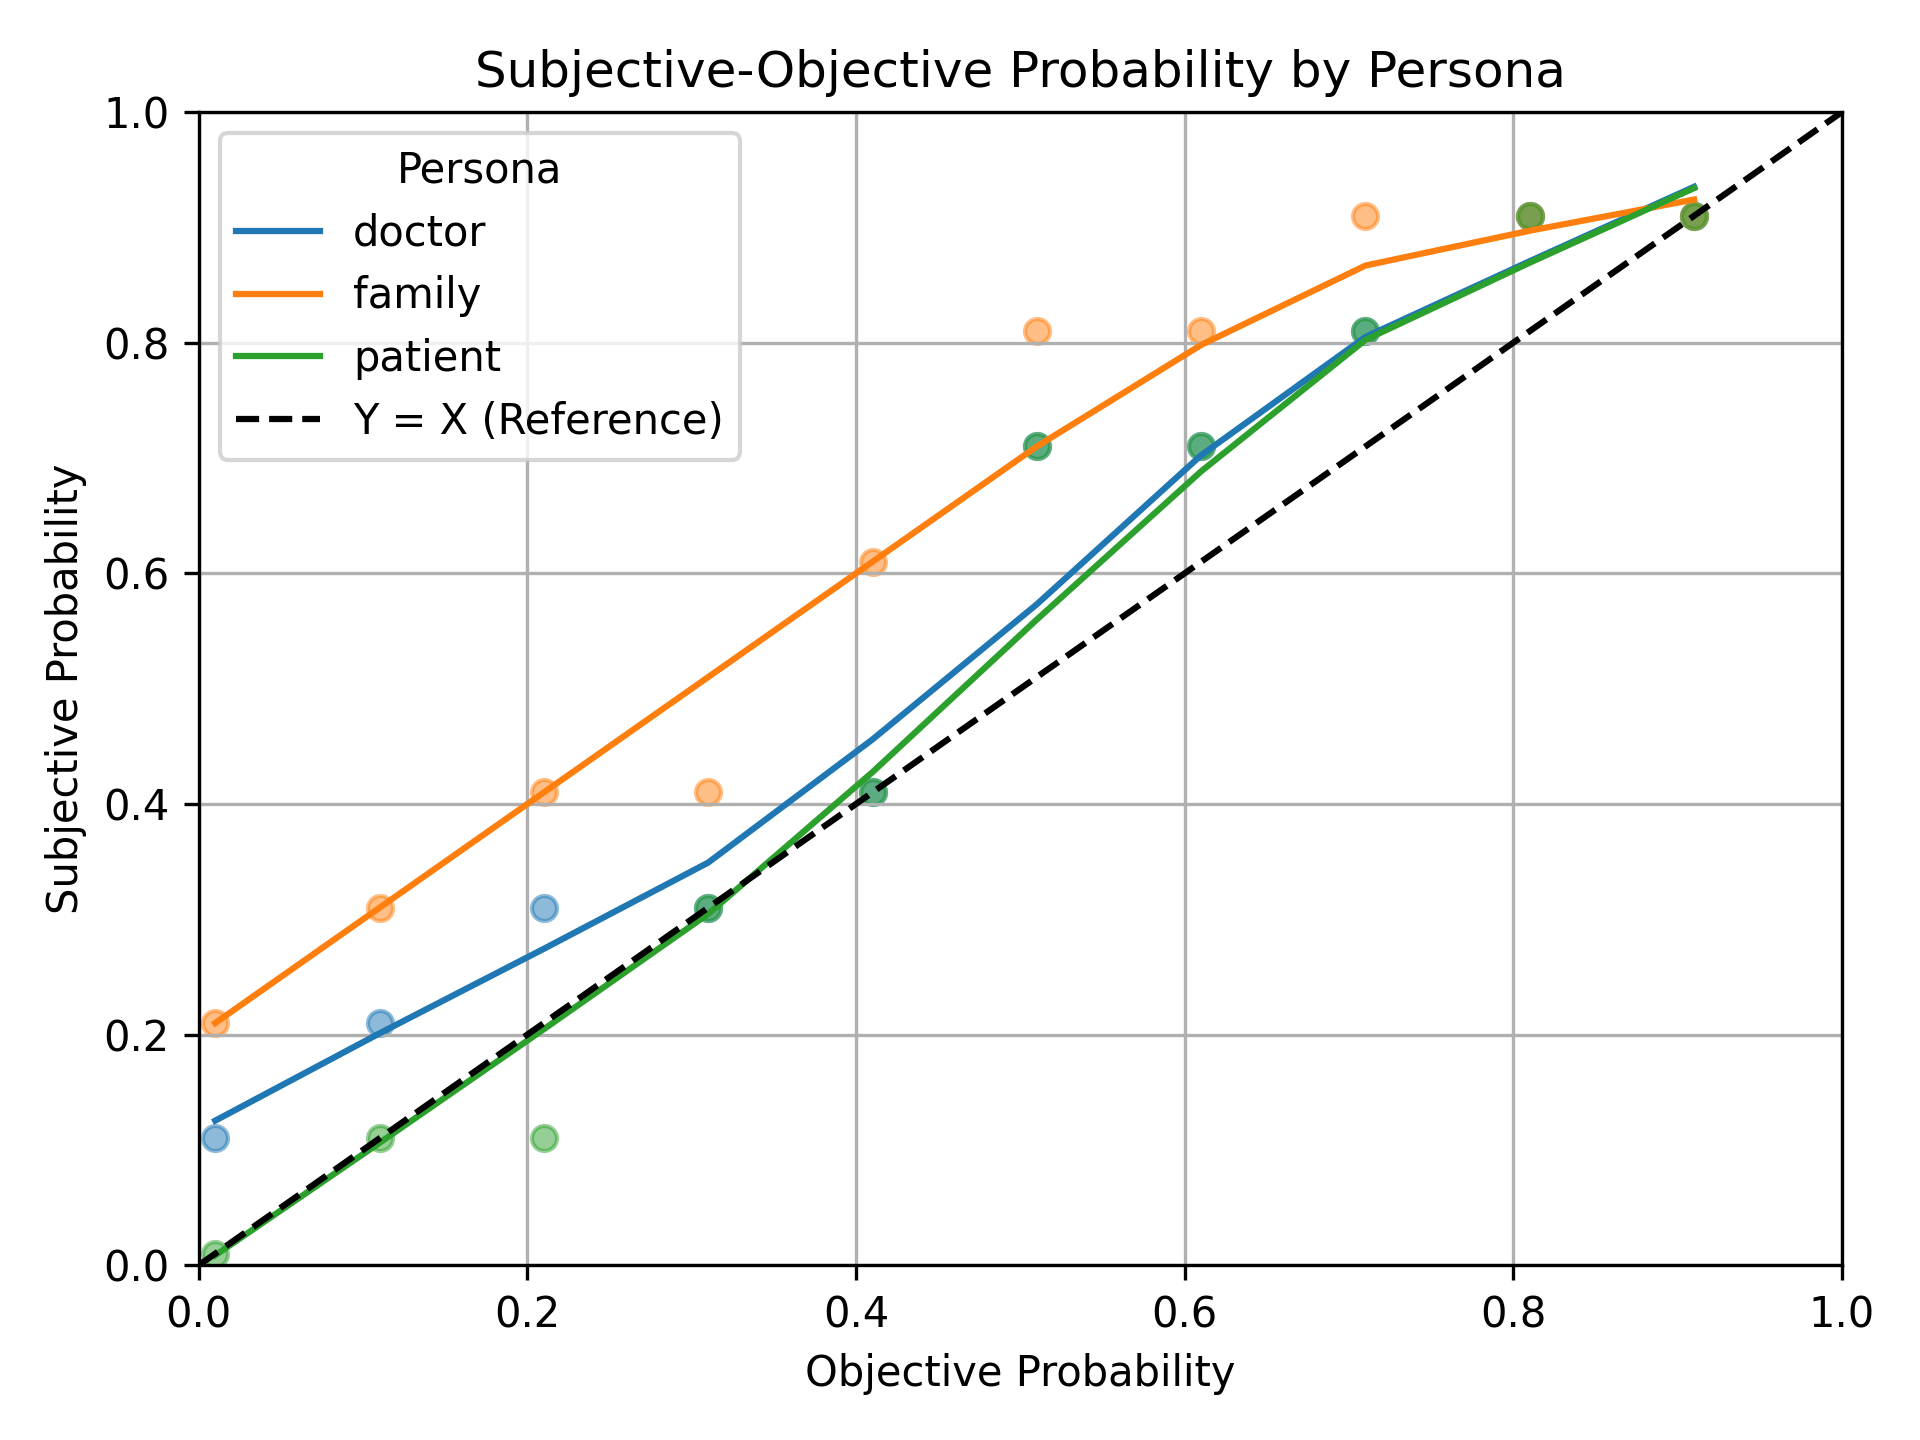 Subjective-Objective Probability by Persona
1.0
0.8
0.6
0.4
0.2
0.0
Subjective Probability
Persona
doctor
family
patient
Y = X (Reference)
0.0 0.2 0.4 0.6 0.8 1.0
Objective Probability